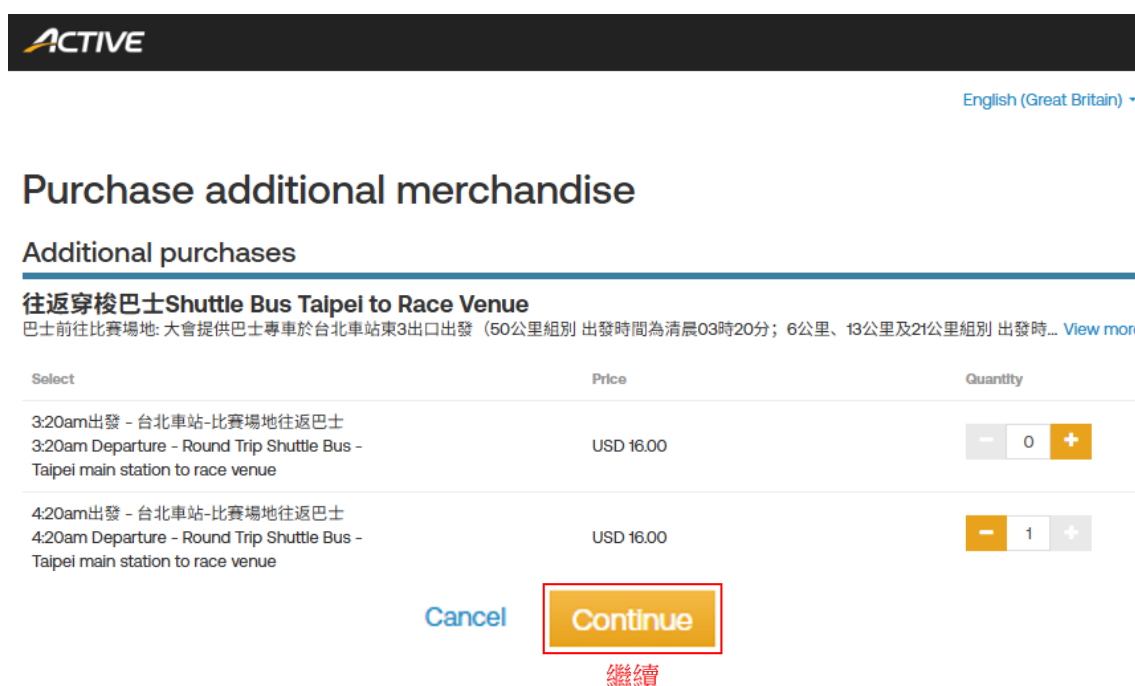 ACTIVE
English (Great Britain)
Purchase additional merchandise
Additional purchases
往返穿梭巴士Shuttle Bus Taipei to Race Venue
巴士前往比賽場地: 大會提供巴士專車於台北車站東3出口出發（50公里組別 出發時間為清晨03時20分；6公里、13公里及21公里組別 出發時... View more
Select Price Quantity
3:20am出發 - 台北車站-比賽場地往返巴士
3:20am Departure - Round Trip Shuttle Bus -
Taipei main station to race venue
USD 16.00
0
4:20am出發 - 台北車站-比賽場地往返巴士
4:20am Departure - Round Trip Shuttle Bus -
Taipei main station to race venue
USD 16.00
1
Cancel Continue
繼續